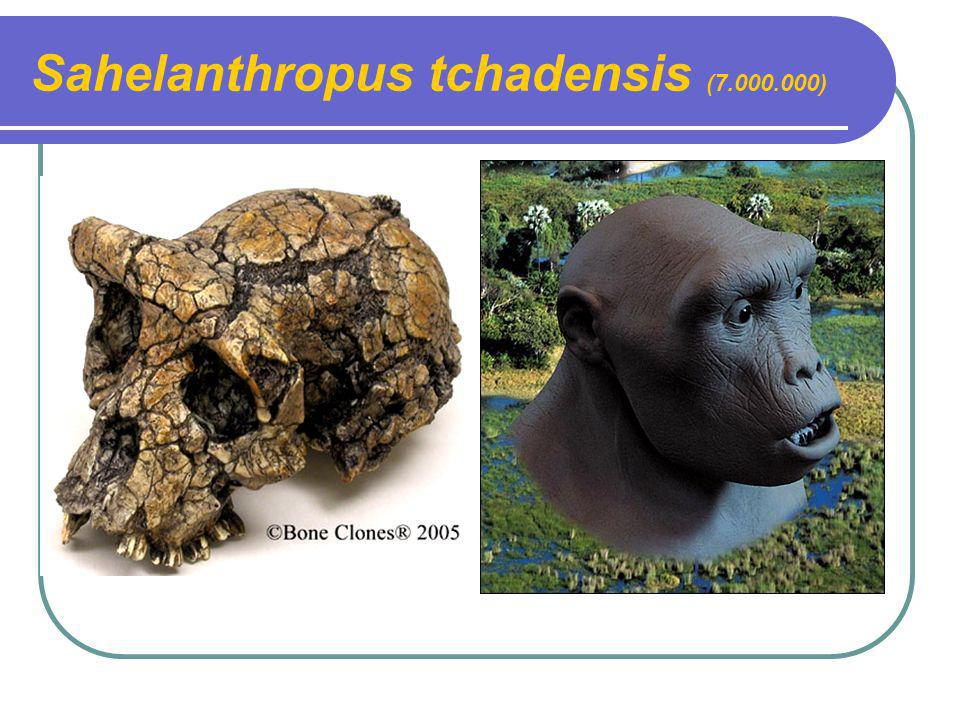 Sahelanthropus tchadensis (7.000.000)
©Bone Clones® 2005